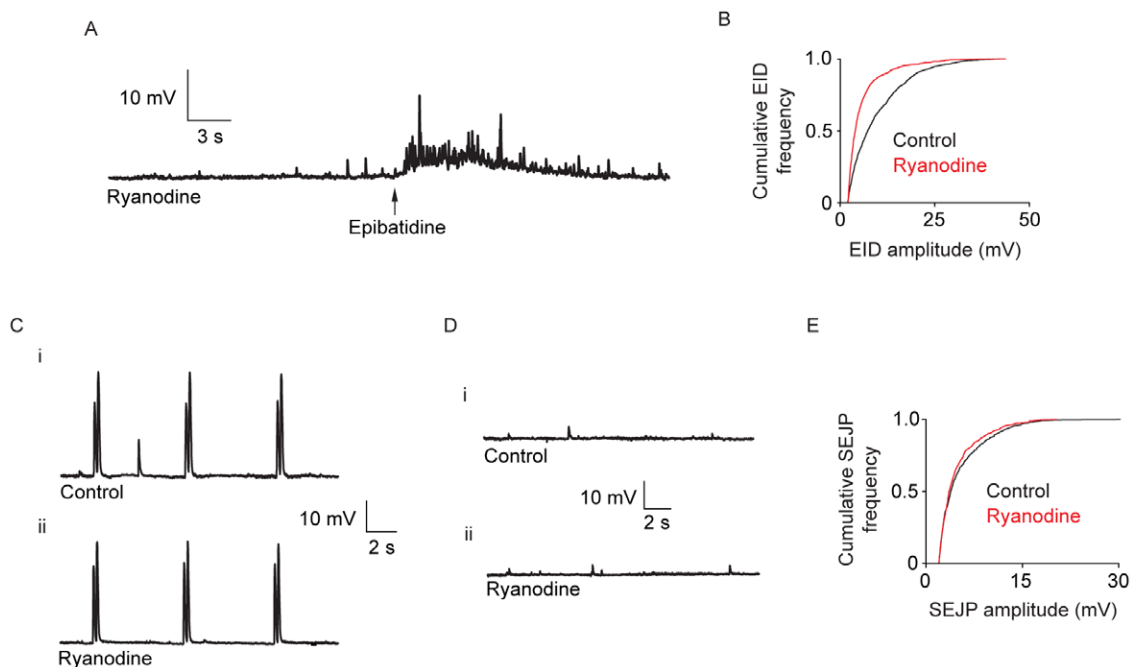 A
10 mV
3 s
Ryanodine
Epibatidine
B
Cumulative EID
frequency
1.0
0.5
0
Control
Ryanodine
0
25
50
EID amplitude (mV)
C
i
Control
10 mV
2 s
ii
Ryanodine
D
i
Control
10 mV
2 s
ii
Ryanodine
E
Cumulative SEJP
frequency
1.0
0.5
0
Control
Ryanodine
0
15
30
SEJP amplitude (mV)